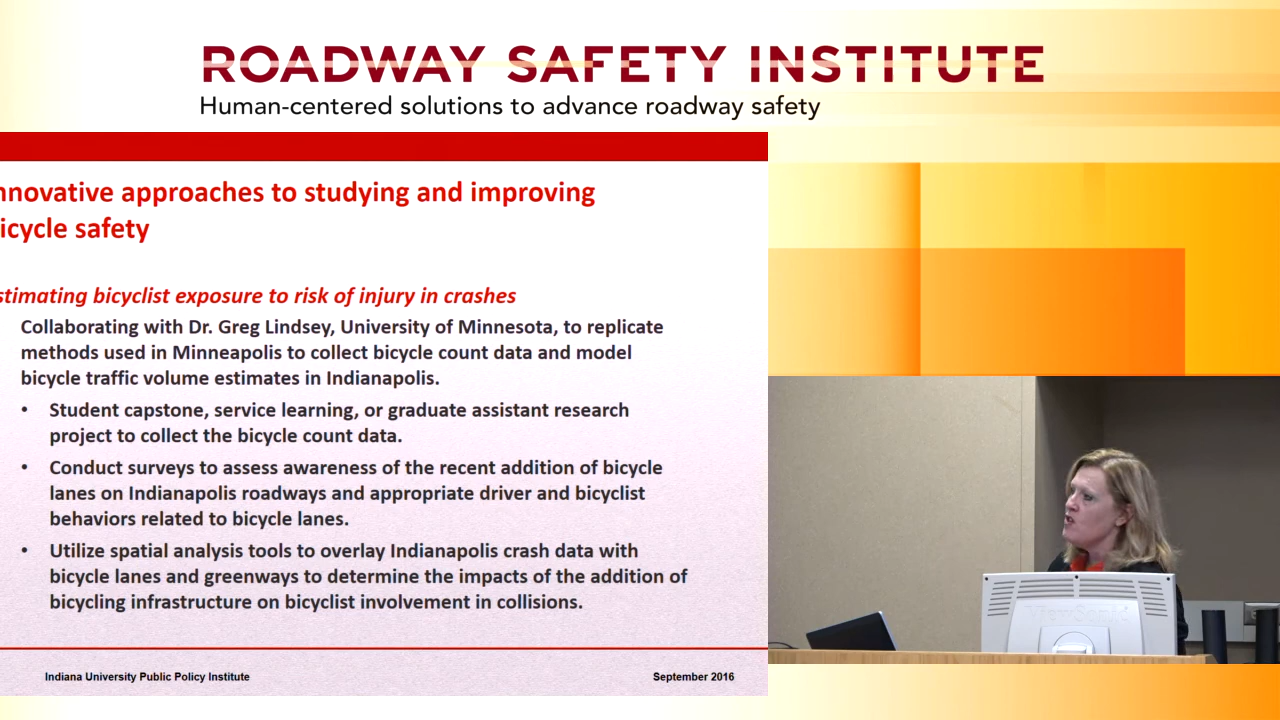 ROADWAY SAFETY INSTITUTE
Human-centered solutions to advance roadway safety
nnovative approaches to studying and improving
icycle safety
stimating bicyclist exposure to risk of injury in crashes
Collaborating with Dr. Greg Lindsey, University of Minnesota, to replicate
methods used in Minneapolis to collect bicycle count data and model
bicycle traffic volume estimates in Indianapolis.
• Student capstone, service learning, or graduate assistant research
project to collect the bicycle count data.
• Conduct surveys to assess awareness of the recent addition of bicycle
lanes on Indianapolis roadways and appropriate driver and bicyclist
behaviors related to bicycle lanes.
• Utilize spatial analysis tools to overlay Indianapolis crash data with
bicycle lanes and greenways to determine the impacts of the addition of
bicycling infrastructure on bicyclist involvement in collisions.
Indiana University Public Policy Institute
September 2016
ViewSonic